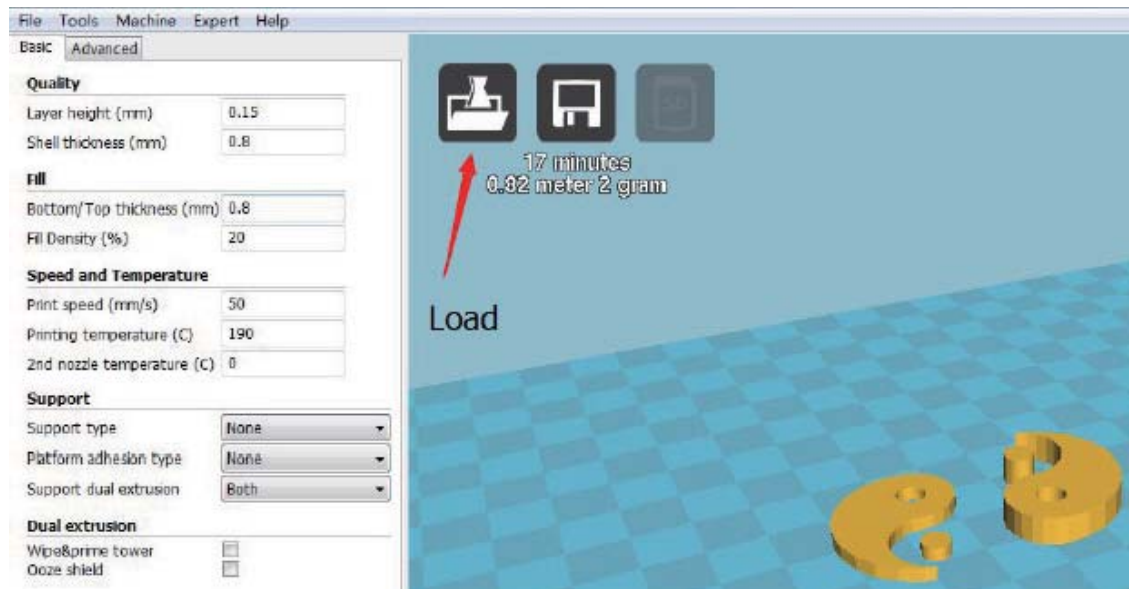 File Tools Machine Expert Help
Basic Advanced
Quality
Layer height (mm) 0.15
Shell thickness (mm) 0.8
Fill
Bottom/Top thickness (mm) 0.8
Fill Density (%) 20
Speed and Temperature
Print speed (mm/s) 50
Printing temperature (C) 190
2nd nozzle temperature (C) 0
Support
Support type None
Platform adhesion type None
Support dual extrusion Both
Dual extrusion
Wipe&prime tower
Ooze shield
17 minutes
0.82 meter 2 gram
Load